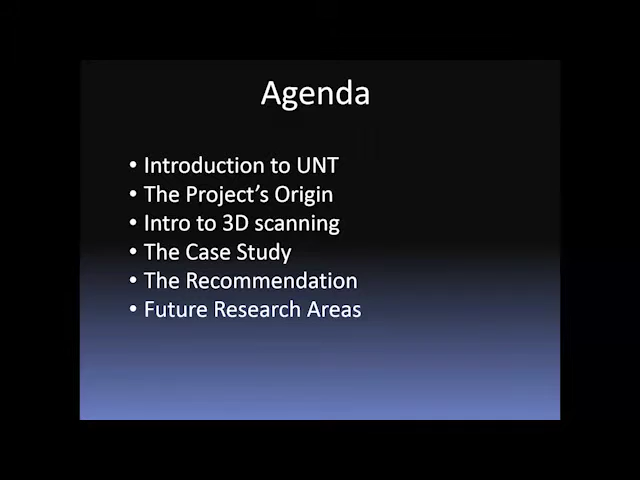 Agenda
• Introduction to UNT
• The Project's Origin
• Intro to 3D scanning
• The Case Study
• The Recommendation
• Future Research Areas